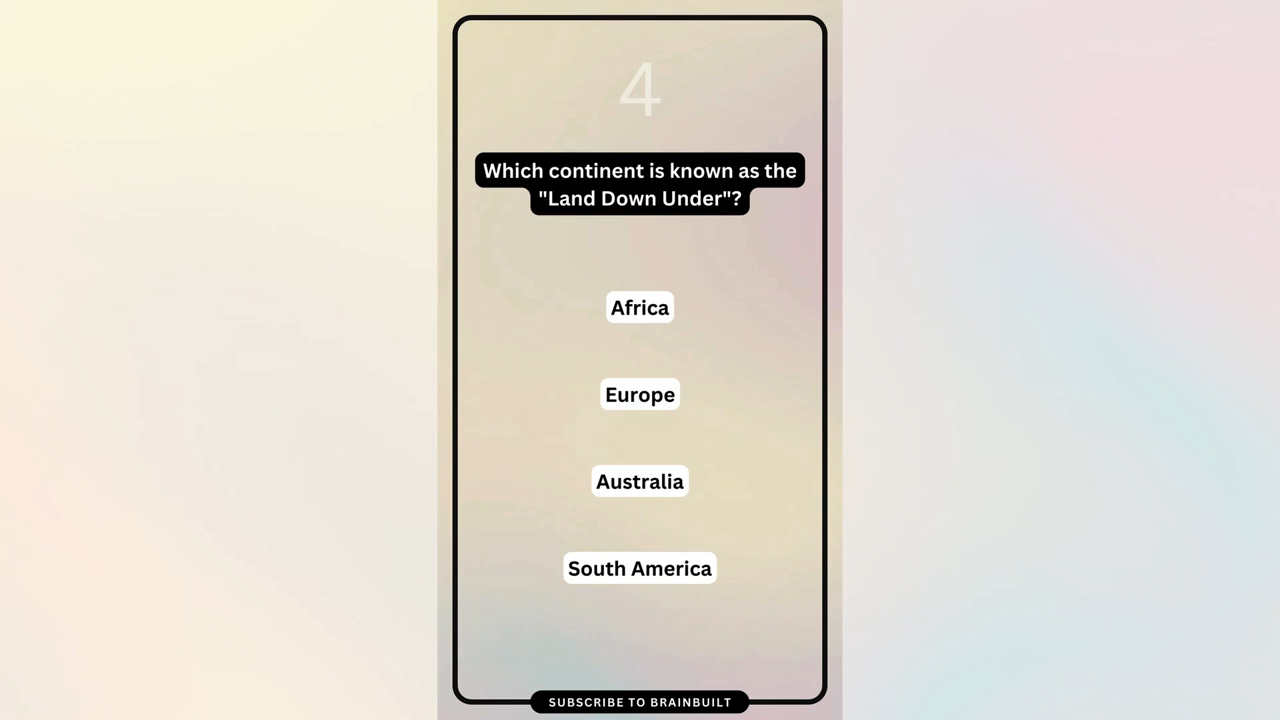 4
Which continent is known as the
"Land Down Under"?
Africa
Europe
Australia
South America
SUBSCRIBE TO BRAINBUILT